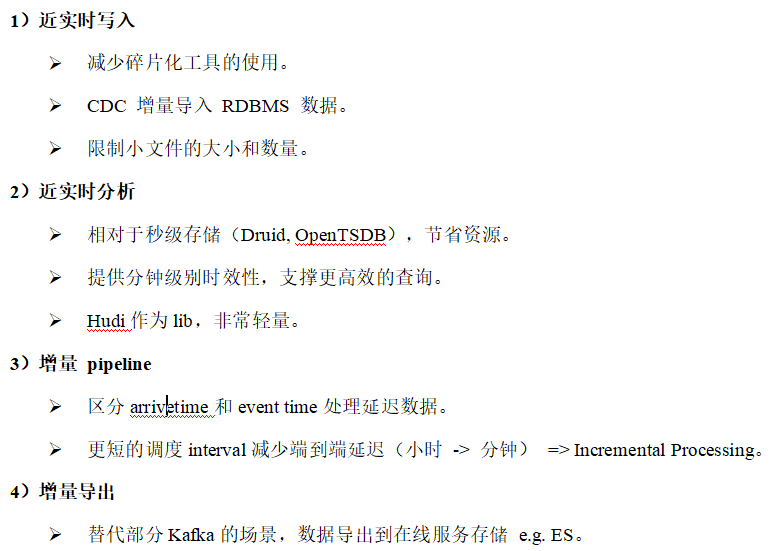 1）近实时写入
➢ 减少碎片化工具的使用。
➢ CDC 增量导入 RDBMS 数据。
➢ 限制小文件的大小和数量。
2）近实时分析
➢ 相对于秒级存储（Druid, OpenTSDB），节省资源。
➢ 提供分钟级别时效性，支撑更高效的查询。
➢ Hudi 作为 lib，非常轻量。
3）增量 pipeline
➢ 区分 arrivetime 和 event time 处理延迟数据。
➢ 更短的调度 interval 减少端到端延迟（小时 -> 分钟） => Incremental Processing。
4）增量导出
➢ 替代部分 Kafka 的场景，数据导出到在线服务存储 e.g. ES。